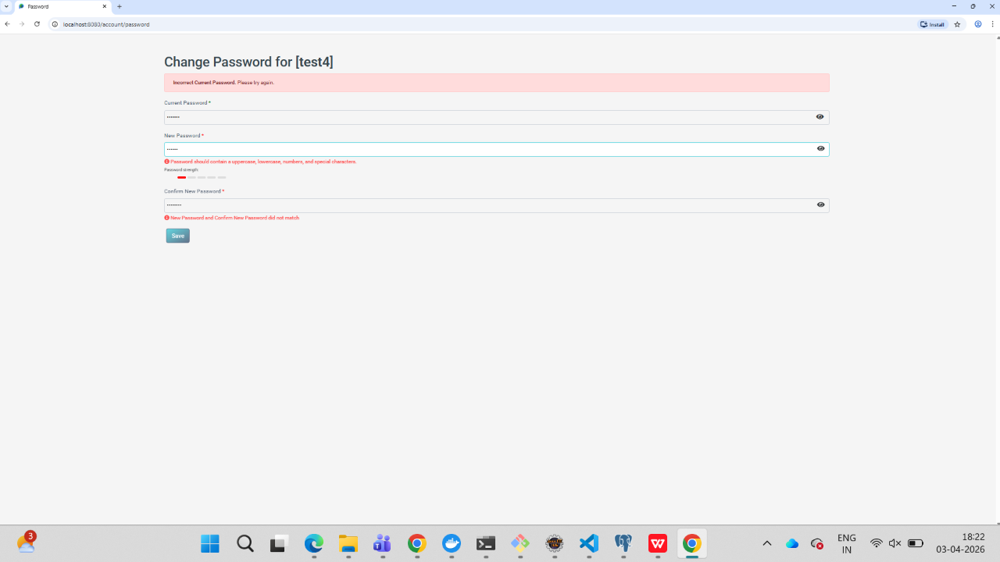 Password
localhost:8080/account/password
Install
Change Password for [test4]
Incorrect Current Password. Please try again.
Current Password *
New Password *
Password should contain a uppercase, lowercase, numbers, and special characters.
Password strength:
Confirm New Password *
New Password and Confirm New Password did not match
Save
3
ENG
IN
18:22
03-04-2026